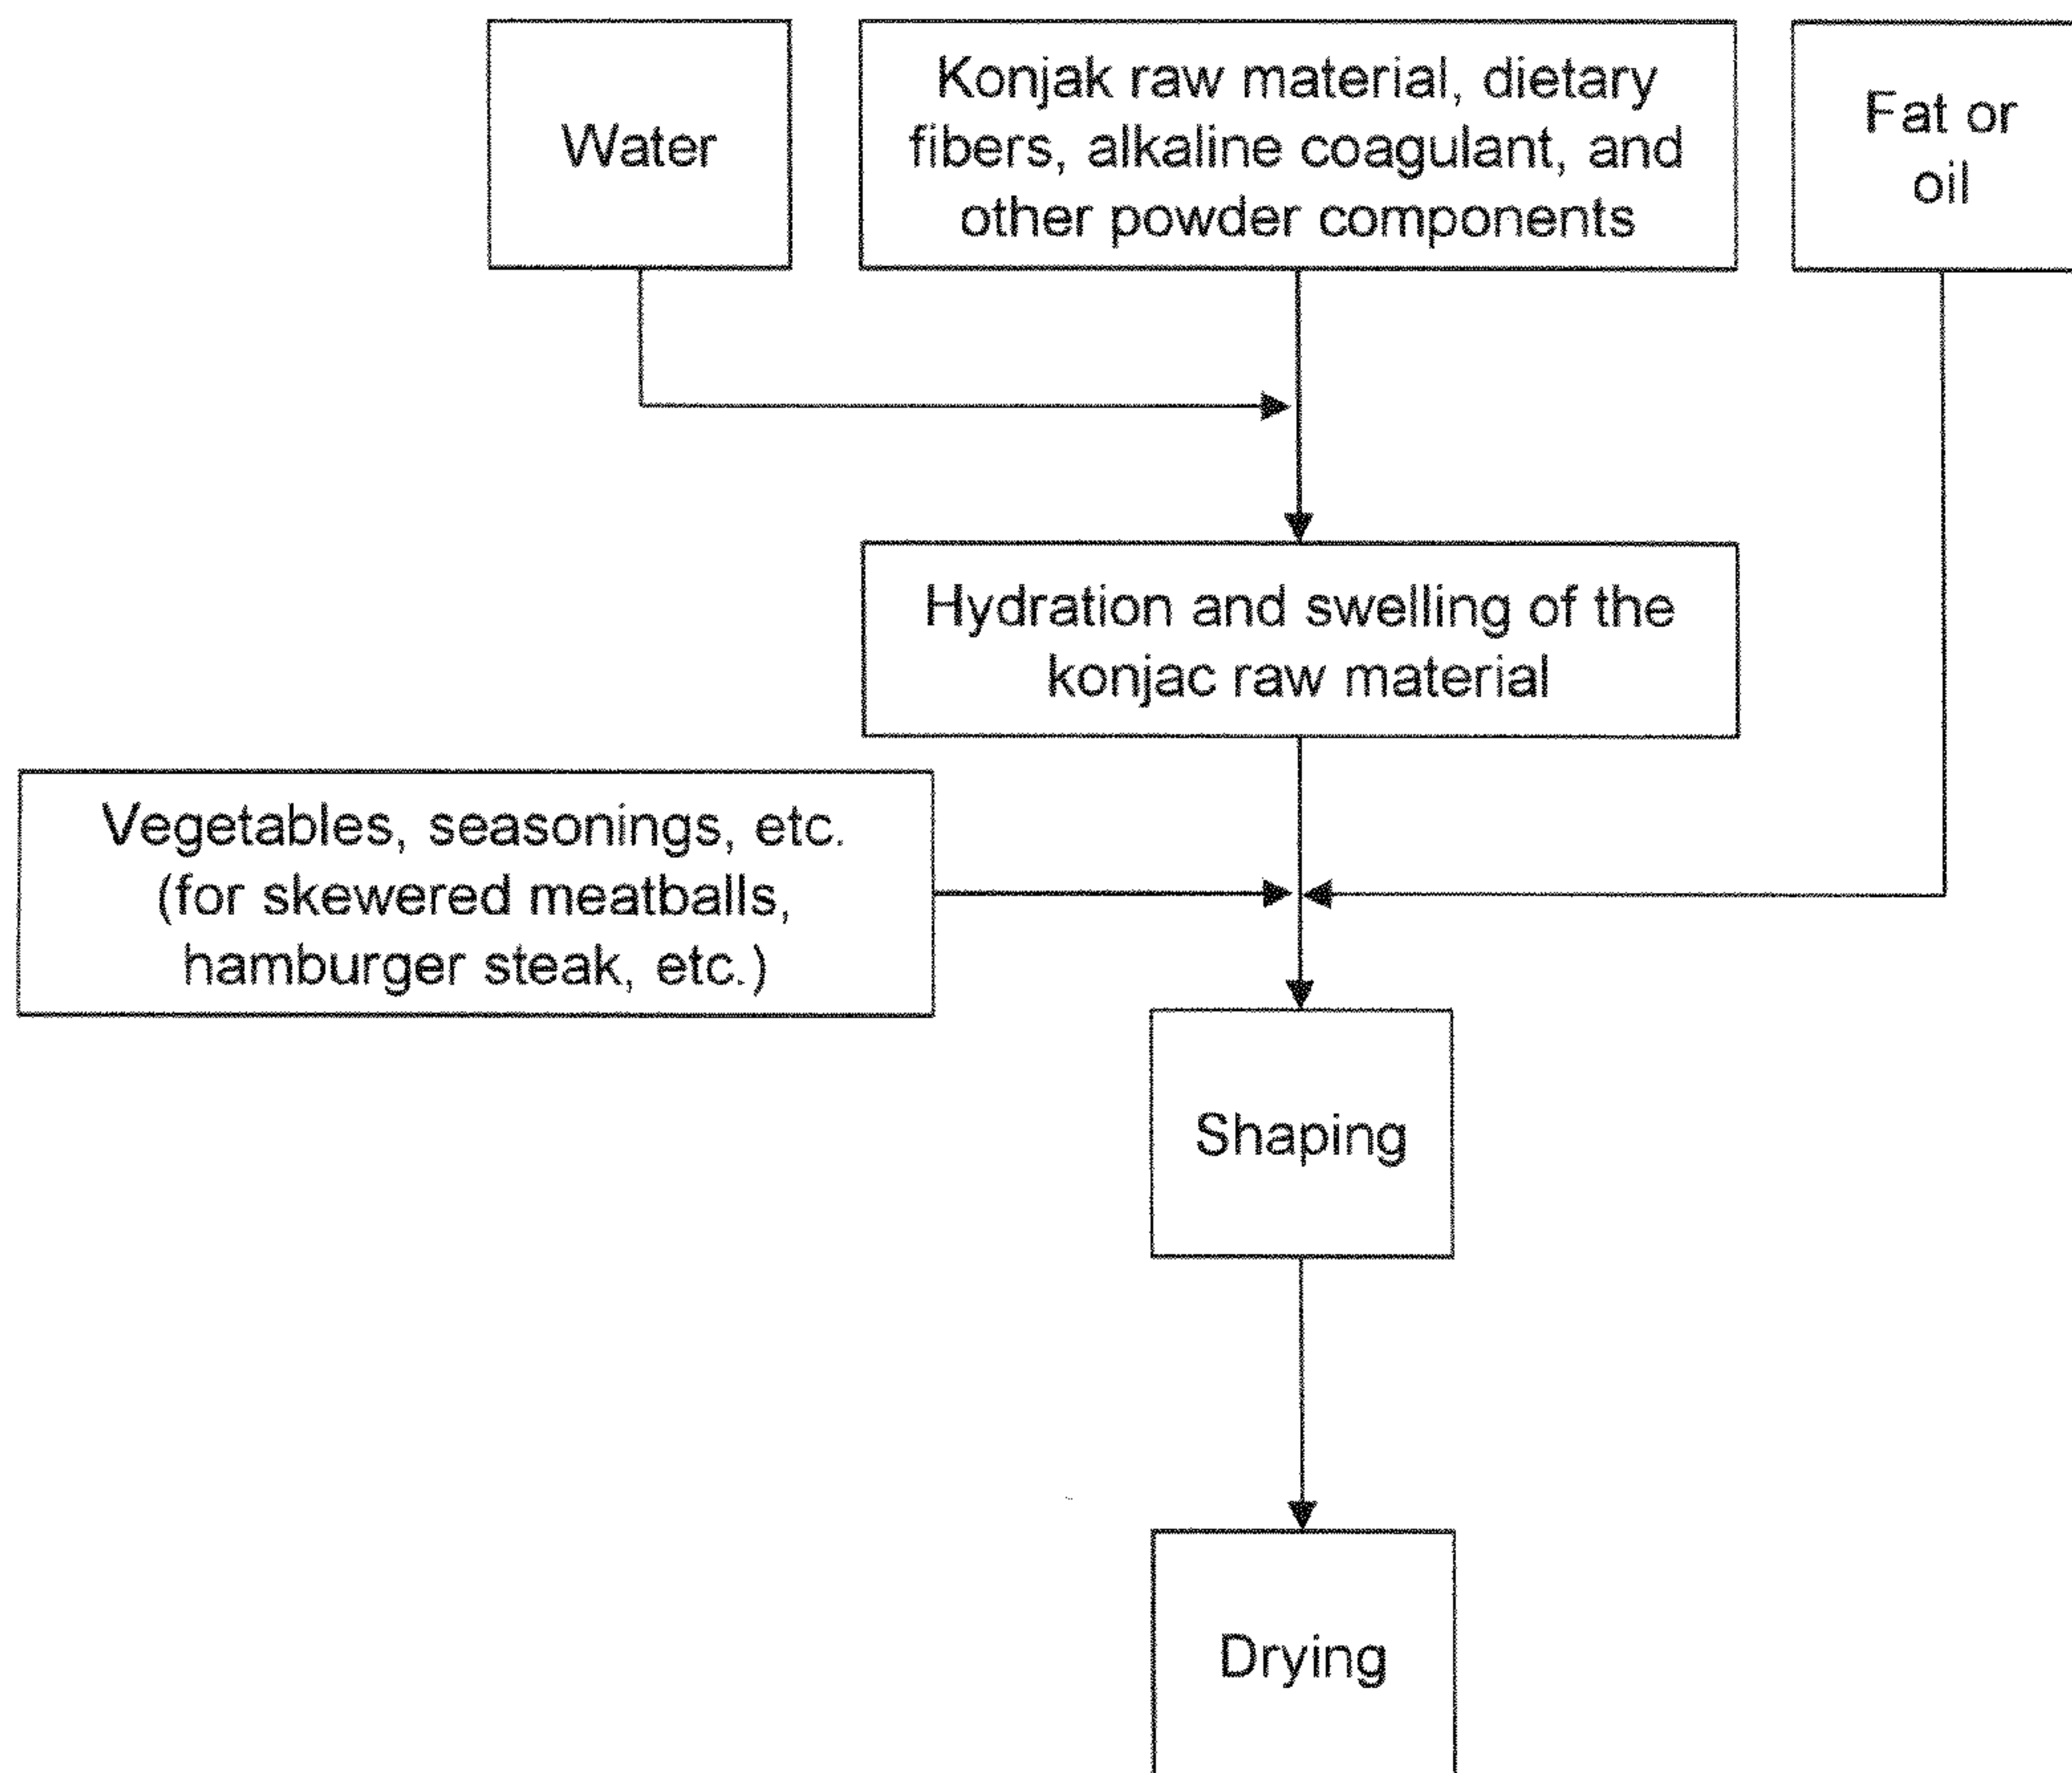 Water
Konjak raw material, dietary
fibers, alkaline coagulant, and
other powder components
Fat or
oil
Hydration and swelling of the
konjac raw material
Vegetables, seasonings, etc.
(for skewered meatballs,
hamburger steak, etc.)
Shaping
Drying